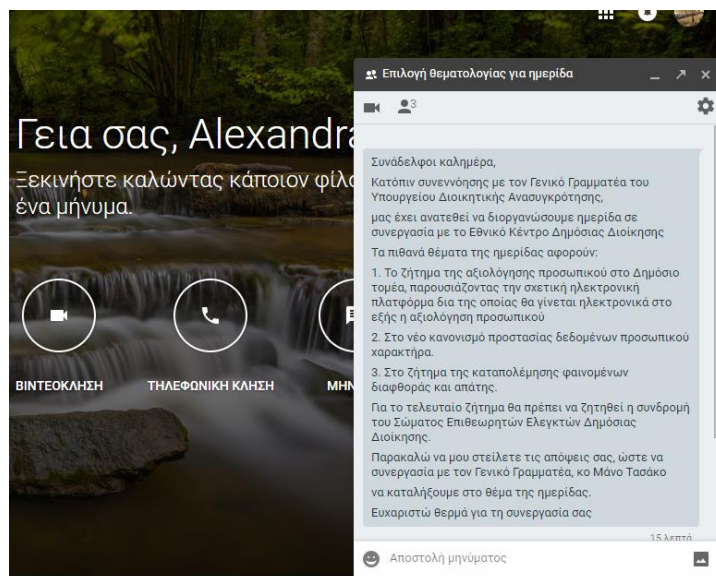 Γεια σας, Alexandra
Ξεκινήστε καλώντας κάποιον
ένα μήνυμα.
ΒΙΝΤΕΟΚΛΗΣΗ
ΤΗΛΕΦΩΝΙΚΗ ΚΛΗΣΗ
Επιλογή θεματολογίας για ημερίδα
3
Συνάδελφοι καλημέρα,
Κατόπιν συνεννόησης με τον Γενικό Γραμματέα του
Υπουργείου Διοικητικής Ανασυγκρότησης,
μας έχει ανατεθεί να διοργανώσουμε ημερίδα σε
συνεργασία με το Εθνικό Κέντρο Δημόσιας Διοίκησης
Τα πιθανά θέματα της ημερίδας αφορούν:
1. Το ζήτημα της αξιολόγησης προσωπικού στο Δημόσιο
τομέα, παρουσιάζοντας την σχετική ηλεκτρονική
πλατφόρμα δια της οποίας θα γίνεται ηλεκτρονικά στο
εξής η αξιολόγηση προσωπικού
2. Στο νέο κανονισμό προστασίας δεδομένων προσωπικού
χαρακτήρα.
3. Στο ζήτημα της καταπολέμησης φαινομένων
διαφθοράς και απάτης.
Για το τελευταίο ζήτημα θα πρέπει να ζητηθεί η συνδρομή
του Σώματος Επιθεωρητών Ελεγκτών Δημόσιας
Διοίκησης.
Παρακαλώ να μου στείλετε τις απόψεις σας, ώστε να
συνεργασία με τον Γενικό Γραμματέα, κο Μάνο Τασάκο
να καταλήξουμε στο θέμα της ημερίδας.
Ευχαριστώ θερμά για τη συνεργασία σας
15 λεπτά
Αποστολή μηνύματος